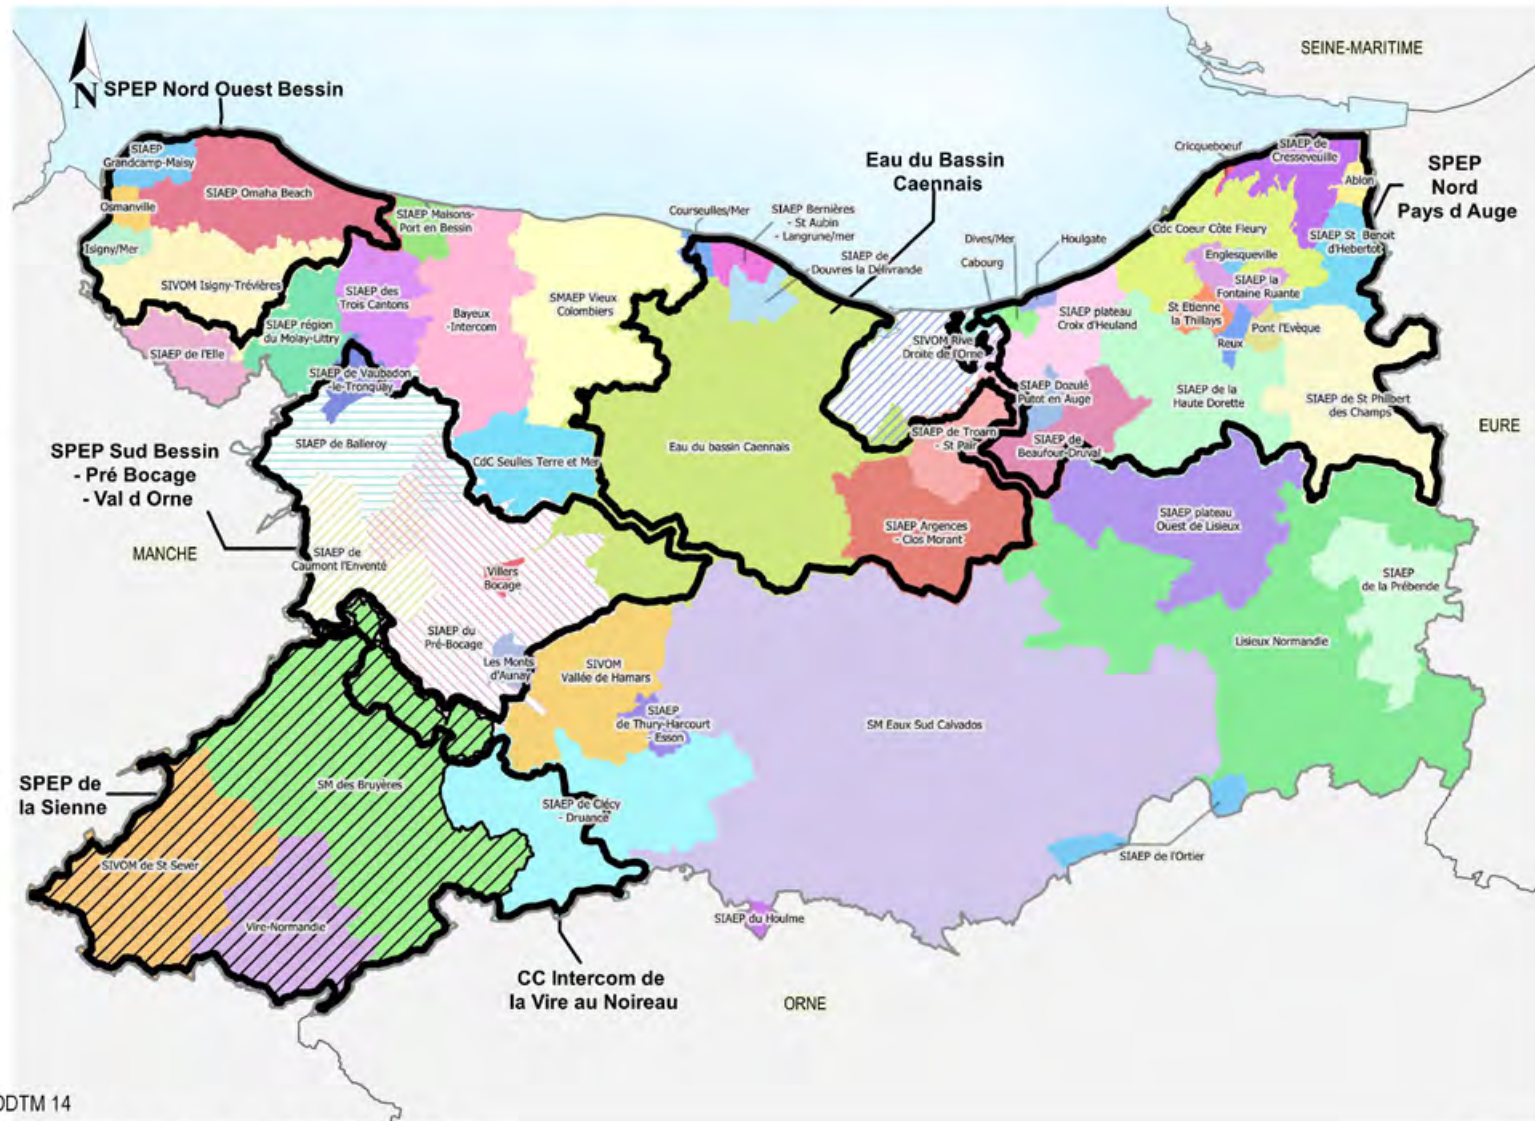 SEINE-MARITIME
N
SPEP Nord Ouest Bessin
SIAEP
Grandcamp-Maisy
SIAEP Omaha Beach
Osmanville
Isigny/Mer
SIVOM Isigny-Trévières
SIAEP de l'Elle
SIAEP région
du Molay-Littry
SIAEP Maisons-
Port en Bessin
SIAEP des
Trois Cantons
Bayeux
-Intercom
SMAEP Vieux
Colombiers
SIAEP de Vaubadon
-le-Tronquay
Courseulles/Mer
SIAEP Bernières
- St Aubin
- Langrune/mer
SIAEP de
Douvres la Délivrande
Eau du Bassin
Caennais
Dives/Mer
Cabourg
Houlgate
Cricqueboeuf
SIAEP de
Cresseveuille
Ablon
SPEP
Nord
Pays d Auge
Cdc Coeur Côte Fleury
SIAEP St Benoit
d'Hebertot
Englesqueville
SIAEP la
Fontaine Ruante
St Etienne
la Thillays
Pont l'Evèque
Reux
SIAEP plateau
Croix d'Heuland
SIVOM Rive
Droite de l'Orne
SIAEP Dozulé
Putot en Auge
SIAEP de la
Haute Dorette
SIAEP de St Philbert
des Champs
EURE
SIAEP de Troarn
- St Pair
SIAEP de
Beaufour-Druval
Eau du bassin Caennais
SIAEP de Balleroy
CdC Seulles Terre et Mer
SPEP Sud Bessin
- Pré Bocage
- Val d Orne
MANCHE
SIAEP de
Caumont l'Enventé
Villers
Bocage
SIAEP Argences
- Clos Morant
SIAEP plateau
Ouest de Lisieux
SIAEP
de la Prébende
Lisieux Normandie
SIAEP du
Pré-Bocage
Les Monts
d'Aunay
SIVOM
Vallée de Hamars
SIAEP
de Thury-Harcourt
- Esson
SM Eaux Sud Calvados
SPEP de
la Sienne
SM des Bruyères
SIAEP de Clécy
- Druance
SIVOM de St Sever
Vire-Normandie
SIAEP de l'Ortier
SIAEP du Houlme
CC Intercom de
la Vire au Noireau
ORNE
DDTM 14